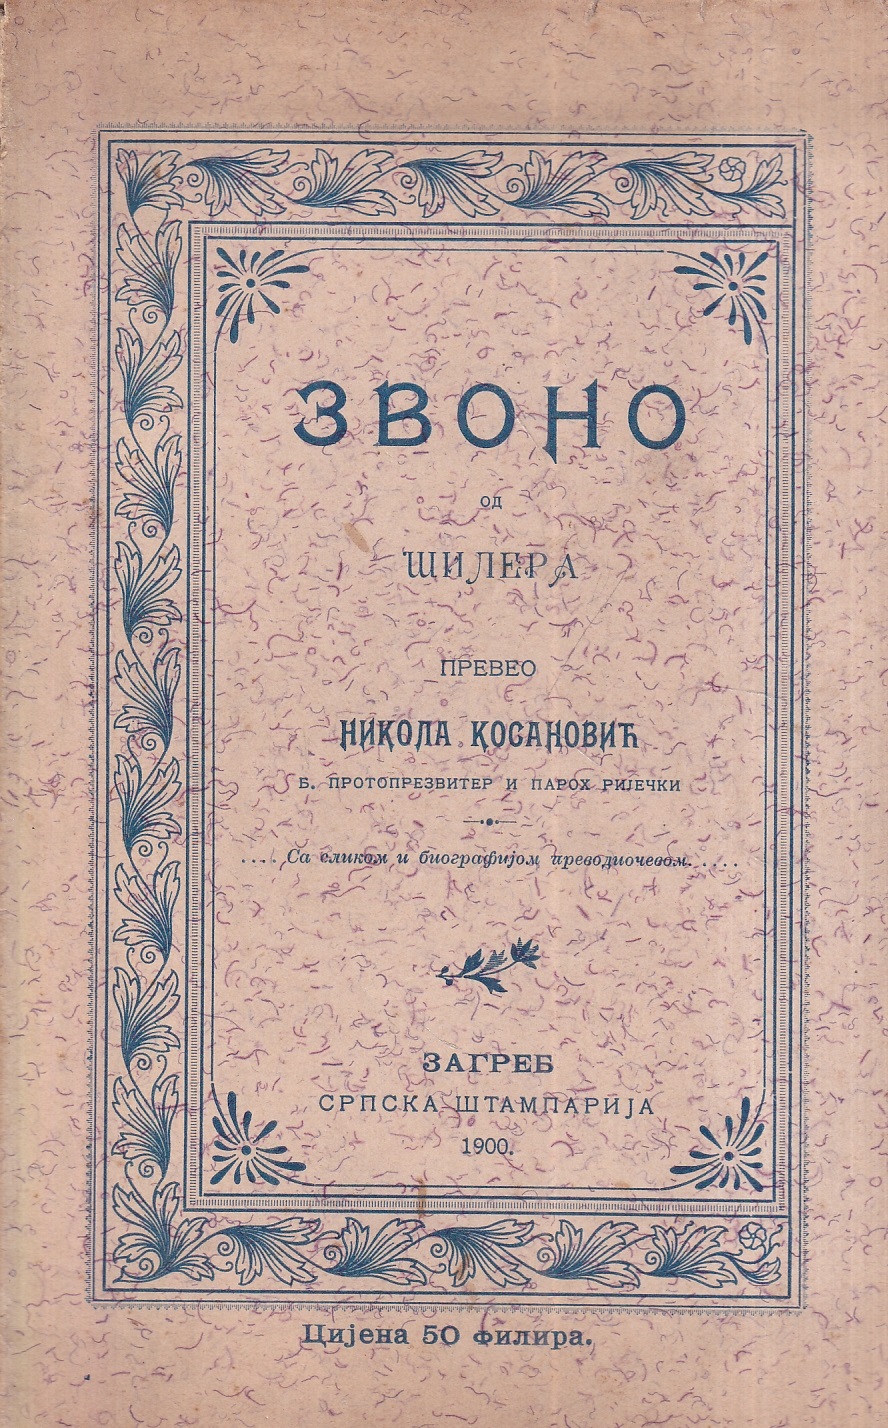 ЗВОНО
од
ШИЛЕРА
ПРЕВЕО
НИКОЛА КОСАНОВИЋ
Б. ПРОТОПРЕЗВИТЕР И ПАРОХ РИЈЕЧКИ
.... Са сликом и биографијом преводиочевом.....
ЗАГРЕБ
СРПСКА ШТАМПАРИЈА
1900.
Цијена 50 филира.